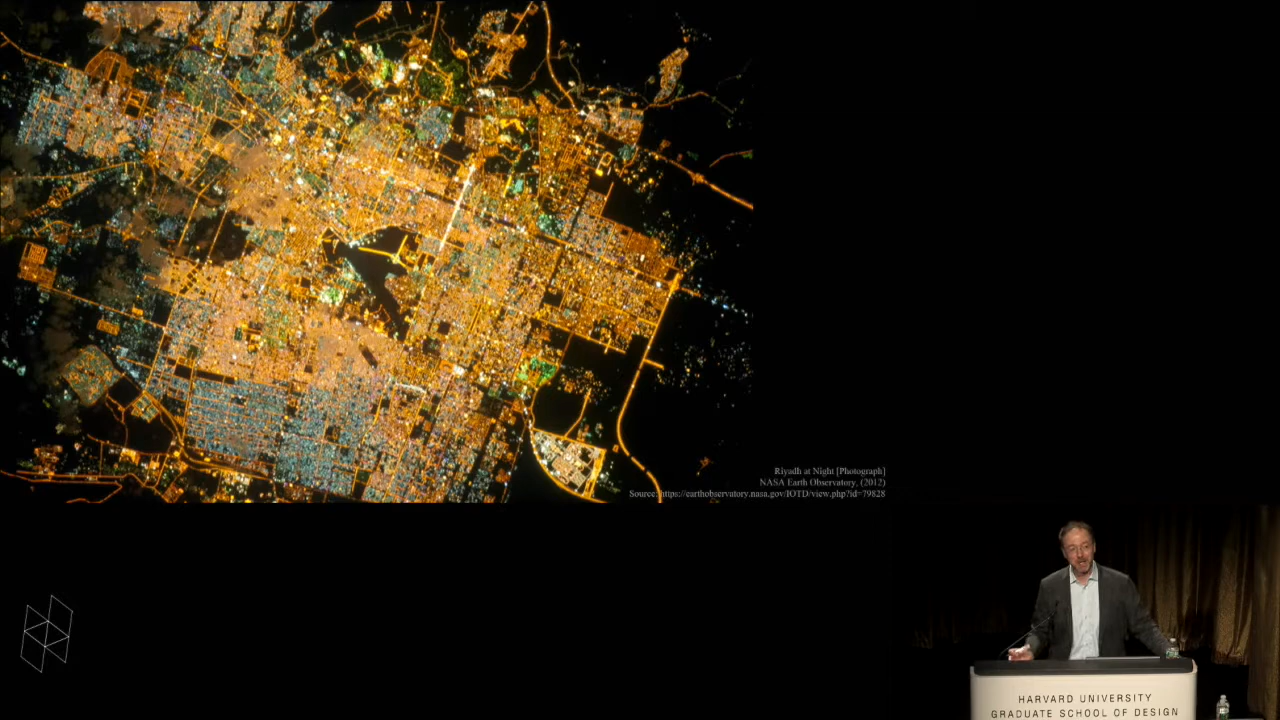 Riyadh at Night [Photograph]
NASA Earth Observatory, (2012)
Source: https://earthobservatory.nasa.gov/IOTD/view.php?id=79828
HARVARD UNIVERSITY
GRADUATE SCHOOL OF DESIGN